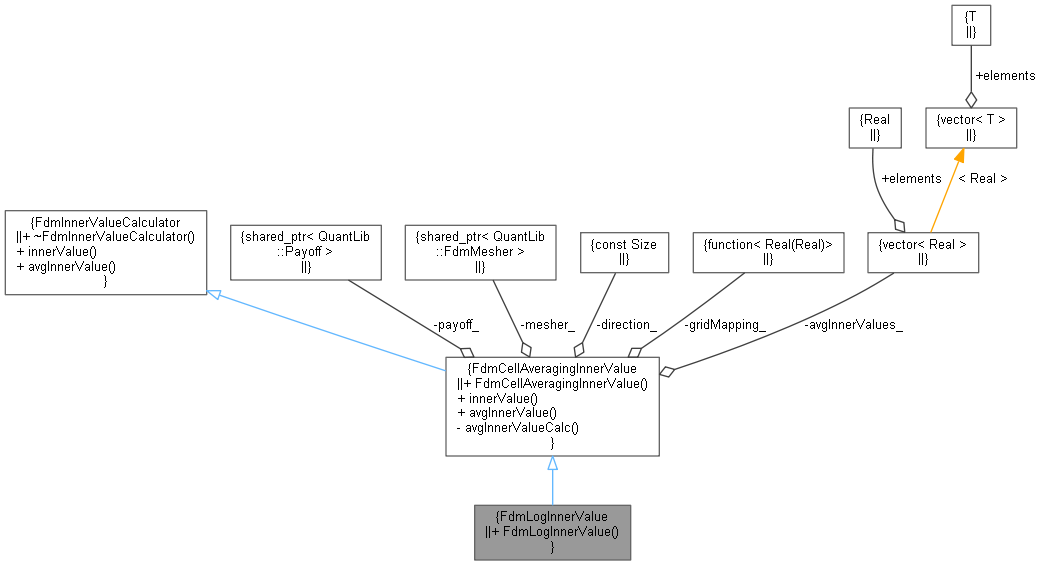 {T
||}
+elements
{Real
||}
{vector< T >
||}
+elements
< Real >
{FdmInnerValueCalculator
||+ ~FdmInnerValueCalculator()
+ innerValue()
+ avgInnerValue()
}
{shared_ptr< QuantLib
::Payoff >
||}
{shared_ptr< QuantLib
::FdmMesher >
||}
{const Size
||}
{function< Real(Real)>
||}
{vector< Real >
||}
-payoff_
-mesher_
-direction_
-gridMapping_
-avgInnerValues_
{FdmCellAveragingInnerValue
||+ FdmCellAveragingInnerValue()
+ innerValue()
+ avgInnerValue()
- avgInnerValueCalc()
}
{FdmLogInnerValue
||+ FdmLogInnerValue()
}